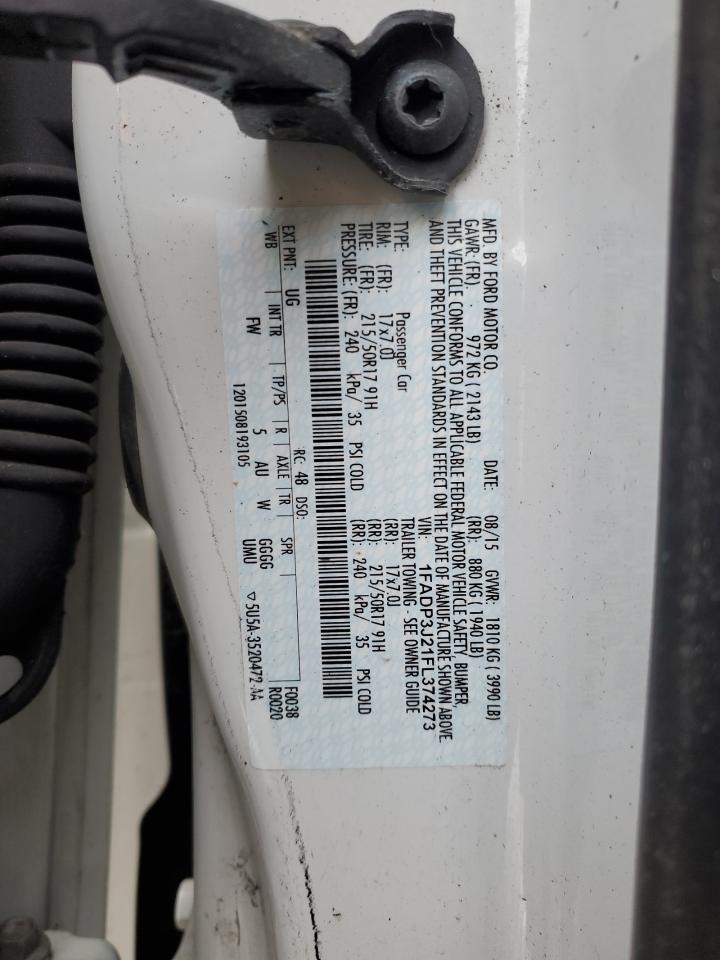 MFD. BY FORD MOTOR CO. DATE: 08/15 GVWR: 1810 KG ( 3990 LB)
GAWR: (FR). 972 KG ( 2143 LB) (RR): 880 KG ( 1940 LB)
THIS VEHICLE CONFORMS TO ALL APPLICABLE FEDERAL MOTOR VEHICLE SAFETY, BUMPER,
AND THEFT PREVENTION STANDARDS IN EFFECT ON THE DATE OF MANUFACTURE SHOWN ABOVE
VIN: 1FADP3J21FL374273
TYPE: Passenger Car TRAILER TOWING - SEE OWNER GUIDE
RIM: (FR): 17x7.0J (RR): 17x7.0J
TIRE: (FR): 215/50R17 91H (RR): 215/50R17 91H
PRESSURE: (FR): 240 kPa/ 35 PSI COLD (RR): 240 kPa/ 35 PSI COLD
EXT PNT: UG RC: 48 DSO: F0038
WB INT TR TP/PS R AXLE TR SPR R0020
FW 5 AU W GGGG
UMU
1201508193105 ▽5U5A-3520472-AA